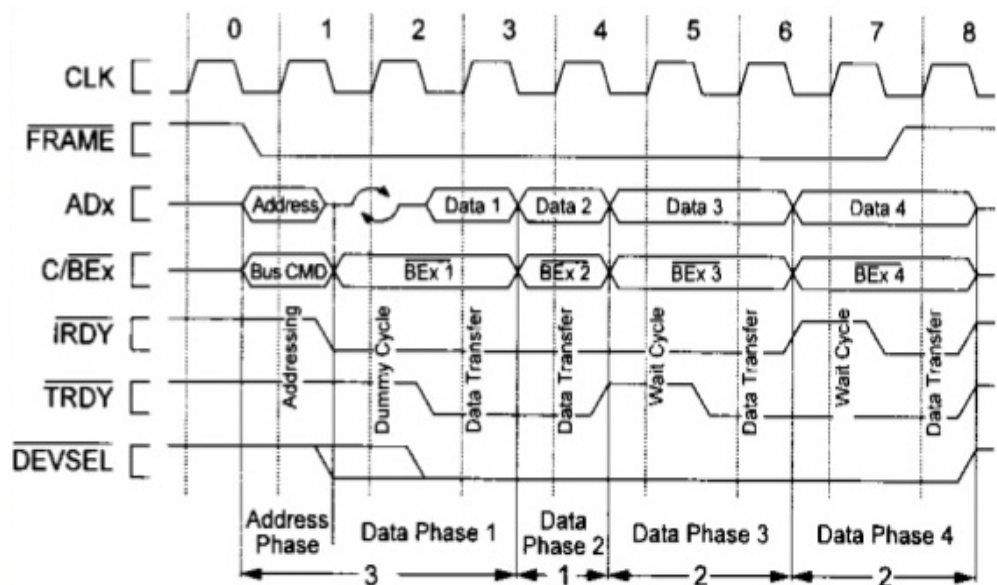 0 1 2 3 4 5 6 7 8
CLK
FRAME
ADx Address Data 1 Data 2 Data 3 Data 4
C/BEx Bus CMD BEx 1 BEx 2 BEx 3 BEx 4
IRDY
TRDY
DEVSEL
Addressing
Dummy Cycle
Data Transfer
Data Transfer
Wait Cycle
Data Transfer
Wait Cycle
Data Transfer
Address
Phase
Data Phase 1
Data
Phase 2
Data Phase 3
Data Phase 4
3 1 2 2